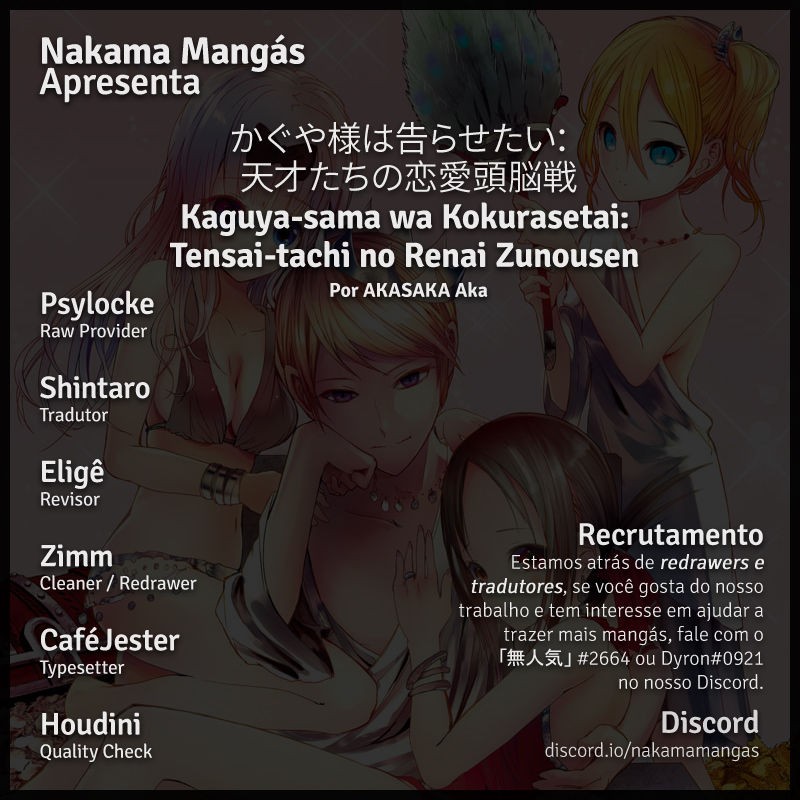 Nakama Mangás
Apresenta
かぐや様は告らせたい:
天才たちの恋愛頭脳戦
Kaguya-sama wa Kokurasetai:
Tensai-tachi no Renai Zunousen
Por AKASAKA Aka
Psylocke
Raw Provider
Shintaro
Tradutor
Eligê
Revisor
Zimm
Cleaner / Redrawer
CaféJester
Typesetter
Houdini
Quality Check
Recrutamento
Estamos atrás de redrawers e
tradutores, se você gosta do nosso
trabalho e tem interesse em ajudar a
trazer mais mangás, fale com o
「無人気」 #2664 ou Dyron#0921
no nosso Discord.
Discord
discord.io/nakamamangas